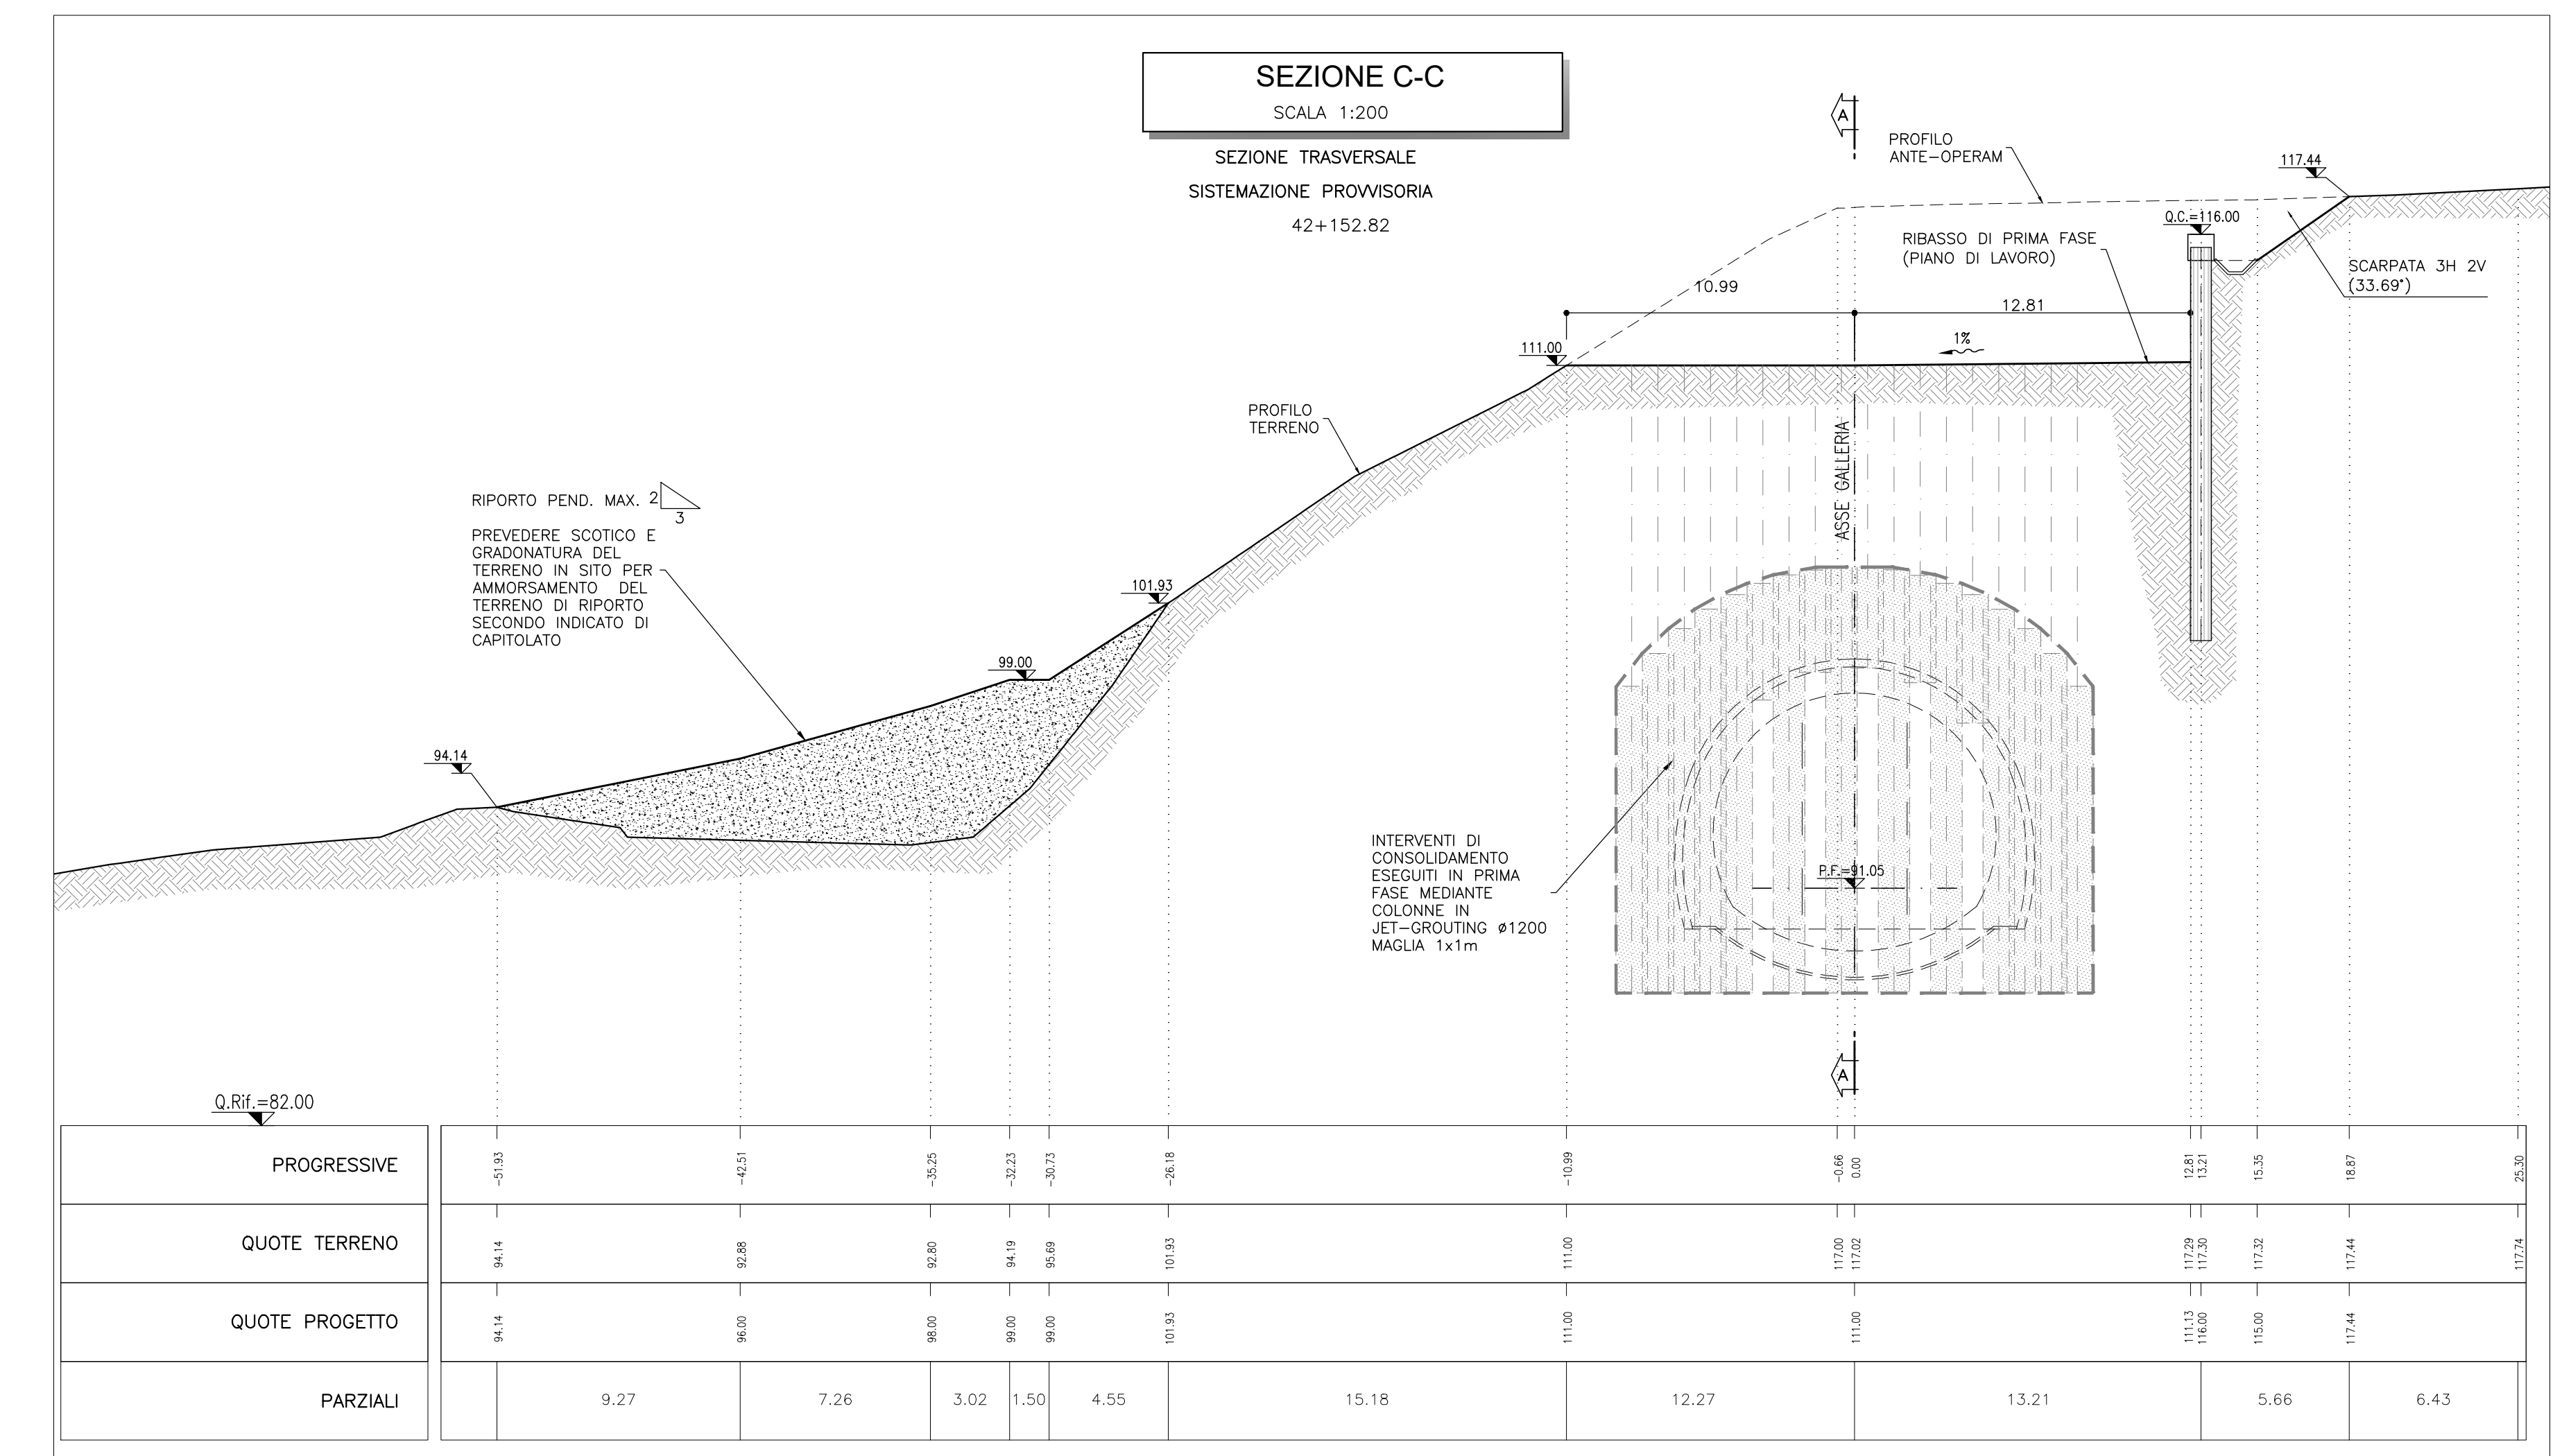 SEZIONE C-C
SCALA 1:200
SEZIONE TRASVERSALE
SISTEMAZIONE PROVVISORIA
42+152.82
A
PROFILO
ANTE-OPERAM
117.44
Q.C.=116.00
RIBASSO DI PRIMA FASE
(PIANO DI LAVORO)
SCARPATA 3H 2V
(33.69°)
10.99
12.81
1%
111.00
PROFILO
TERRENO
ASSE GALLERIA
RIPORTO PEND. MAX. 2
3
PREVEDERE SCOTICO E
GRADONATURA DEL
TERRENO IN SITO PER
AMMORSAMENTO DEL
TERRENO DI RIPORTO
SECONDO INDICATO DI
CAPITOLATO
101.93
99.00
94.14
INTERVENTI DI
CONSOLIDAMENTO
ESEGUITI IN PRIMA
FASE MEDIANTE
COLONNE IN
JET-GROUTING ø1200
MAGLIA 1x1m
P.F.=91.05
A
Q.Rif.=82.00
PROGRESSIVE -51.93 -42.51 -35.25 -32.23 -30.73 -26.18 -10.99 -0.66 0.00 12.81 13.21 15.35 18.87 25.30
QUOTE TERRENO 94.14 92.88 92.80 94.19 95.69 101.93 111.00 117.00 117.02 117.29 117.30 117.32 117.44 117.74
QUOTE PROGETTO 94.14 96.00 98.00 99.00 99.00 101.93 111.00 111.00 111.13 116.00 115.00 117.44
PARZIALI 9.27 7.26 3.02 1.50 4.55 15.18 12.27 13.21 5.66 6.43